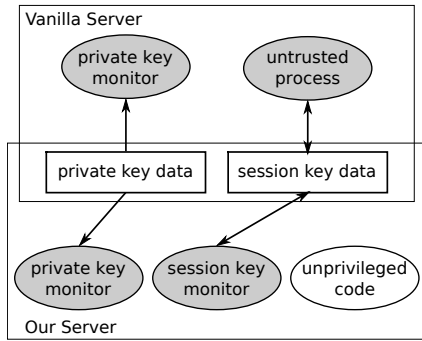 Vanilla Server
private key
monitor
untrusted
process
private key data
session key data
private key
monitor
session key
monitor
unprivileged
code
Our Server